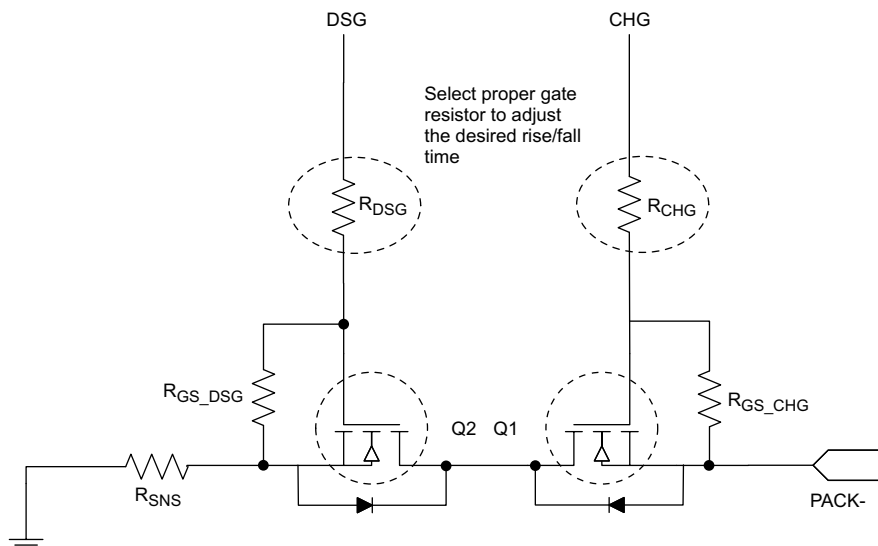 DSG
CHG
Select proper gate
resistor to adjust
the desired rise/fall
time
RDSG
RCHG
RGS_DSG
RGS_CHG
Q2 Q1
RSNS
PACK-